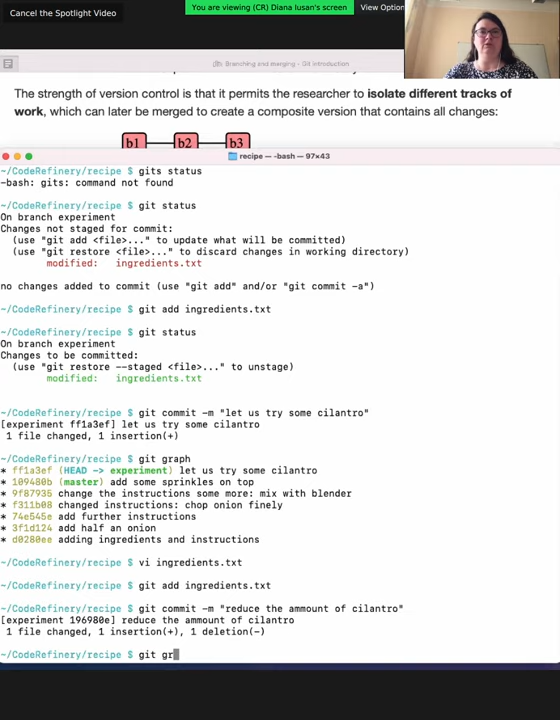 Cancel the Spotlight Video
You are viewing (CR) Diana Iusan's screen
View Option
Branching and merging - Git introduction
The strength of version control is that it permits the researcher to isolate different tracks of
work, which can later be merged to create a composite version that contains all changes:
b1 b2 b3
recipe — -bash — 97×43
~/CodeRefinery/recipe $ gits status
-bash: gits: command not found
~/CodeRefinery/recipe $ git status
On branch experiment
Changes not staged for commit:
(use "git add <file>..." to update what will be committed)
(use "git restore <file>..." to discard changes in working directory)
modified: ingredients.txt
no changes added to commit (use "git add" and/or "git commit -a")
~/CodeRefinery/recipe $ git add ingredients.txt
~/CodeRefinery/recipe $ git status
On branch experiment
Changes to be committed:
(use "git restore --staged <file>..." to unstage)
modified: ingredients.txt
~/CodeRefinery/recipe $ git commit -m "let us try some cilantro"
[experiment ff1a3ef] let us try some cilantro
1 file changed, 1 insertion(+)
~/CodeRefinery/recipe $ git graph
* ff1a3ef (HEAD -> experiment) let us try some cilantro
* 109480b (master) add some sprinkles on top
* 9f87935 change the instructions some more: mix with blender
* f311b08 changed instructions: chop onion finely
* 74e545e add further instructions
* 3f1d124 add half an onion
* d0280ee adding ingredients and instructions
~/CodeRefinery/recipe $ vi ingredients.txt
~/CodeRefinery/recipe $ git add ingredients.txt
~/CodeRefinery/recipe $ git commit -m "reduce the ammount of cilantro"
[experiment 196980e] reduce the ammount of cilantro
1 file changed, 1 insertion(+), 1 deletion(-)
~/CodeRefinery/recipe $ git gr